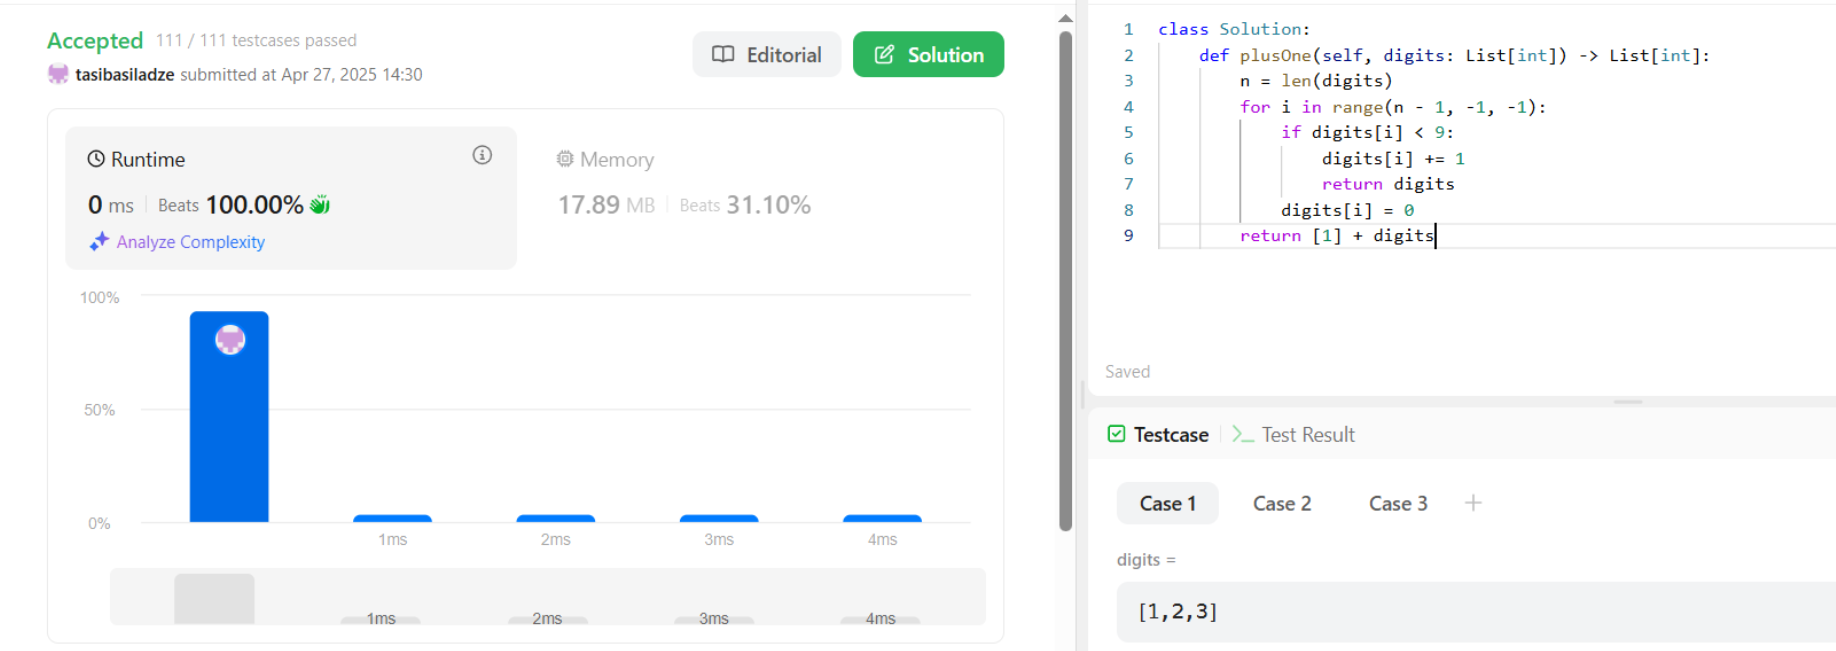 Accepted 111 / 111 testcases passed
tasibasiladze submitted at Apr 27, 2025 14:30
Editorial
Solution
Runtime
0 ms Beats 100.00%
Analyze Complexity
Memory
17.89 MB Beats 31.10%
100%
50%
0%
1ms 2ms 3ms 4ms
1ms 2ms 3ms 4ms
1 class Solution:
2 def plusOne(self, digits: List[int]) -> List[int]:
3 n = len(digits)
4 for i in range(n - 1, -1, -1):
5 if digits[i] < 9:
6 digits[i] += 1
7 return digits
8 digits[i] = 0
9 return [1] + digits
Saved
Testcase >_ Test Result
Case 1 Case 2 Case 3 +
digits =
[1,2,3]